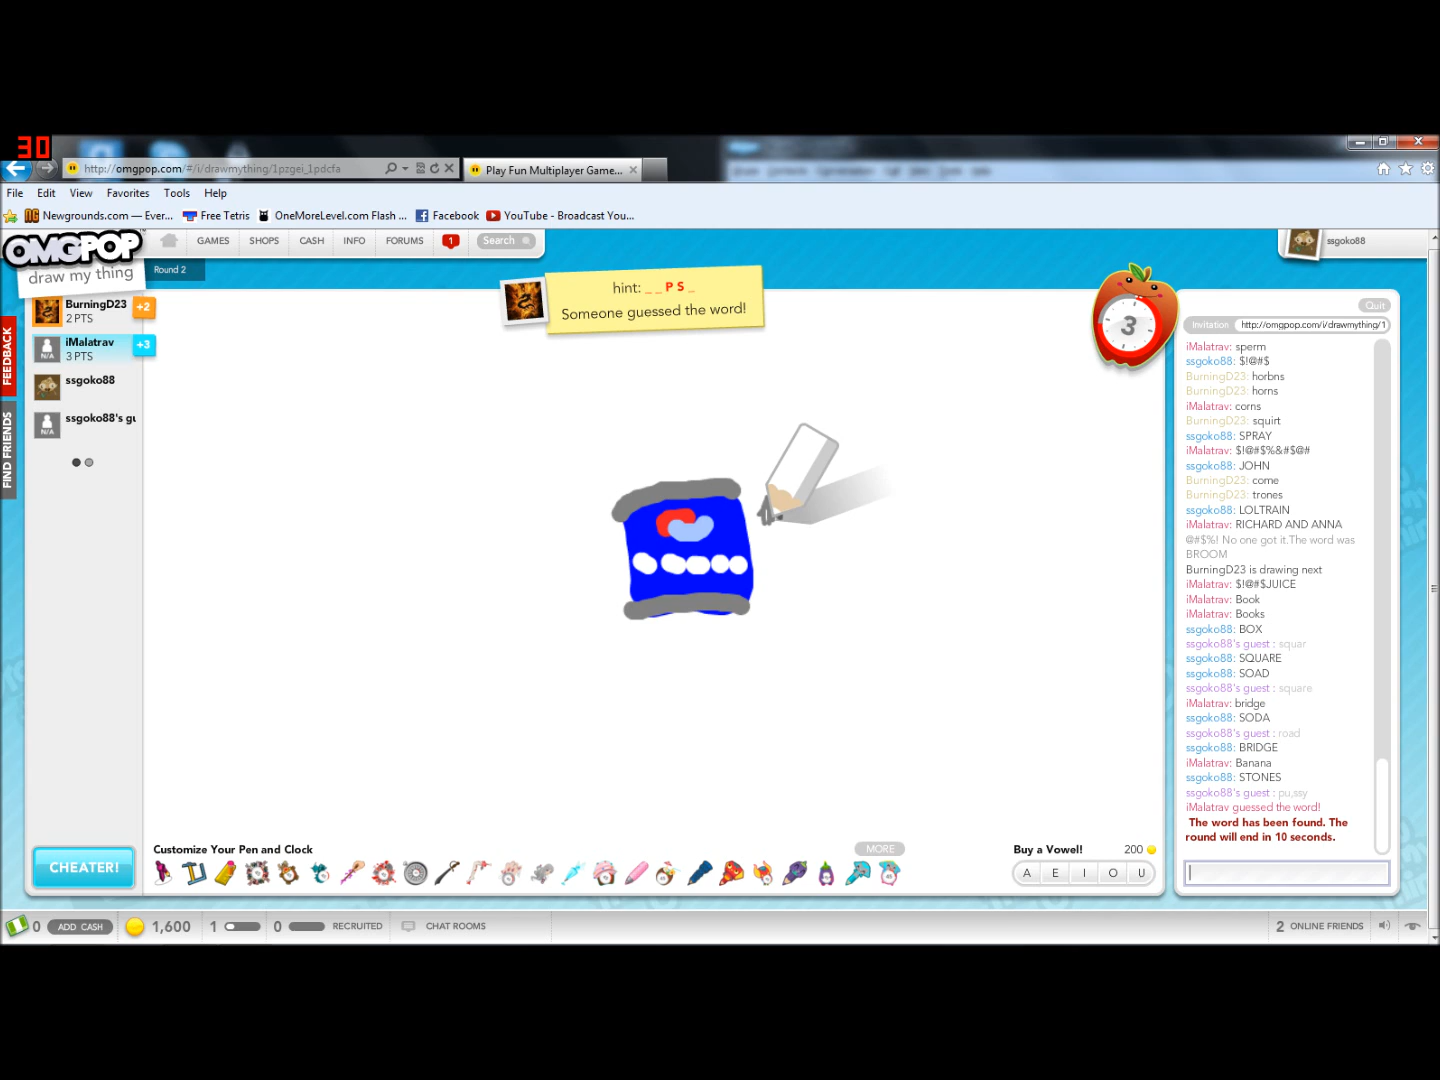 30
http://omgpop.com/#/i/drawmything/1pzgei_1pdcfa
Play Fun Multiplayer Game...
File Edit View Favorites Tools Help
Newgrounds.com — Ever... Free Tetris OneMoreLevel.com Flash ... Facebook YouTube - Broadcast You...
OMGPOP
draw my thing
GAMES SHOPS CASH INFO FORUMS 1 Search
ssgoko88
Round 2
hint: _ _ P S _
Someone guessed the word!
3
FEEDBACK
FIND FRIENDS
BurningD23 +2
2 PTS
iMalatrav +3
3 PTS
N/A
ssgoko88
ssgoko88's gu
N/A
Quit
Invitation http://omgpop.com/i/drawmything/1
iMalatrav: sperm
ssgoko88: $!@#$
BurningD23: horbns
BurningD23: horns
iMalatrav: corns
BurningD23: squirt
ssgoko88: SPRAY
iMalatrav: $!@#$%&#$@#
ssgoko88: JOHN
BurningD23: come
BurningD23: trones
ssgoko88: LOLTRAIN
iMalatrav: RICHARD AND ANNA
@#$%! No one got it.The word was
BROOM
BurningD23 is drawing next
iMalatrav: $!@#$JUICE
iMalatrav: Book
iMalatrav: Books
ssgoko88: BOX
ssgoko88's guest : squar
ssgoko88: SQUARE
ssgoko88: SOAD
ssgoko88's guest : square
iMalatrav: bridge
ssgoko88: SODA
ssgoko88's guest : road
ssgoko88: BRIDGE
iMalatrav: Banana
ssgoko88: STONES
ssgoko88's guest : pu,ssy
iMalatrav guessed the word!
The word has been found. The
round will end in 10 seconds.
CHEATER!
Customize Your Pen and Clock
MORE
Buy a Vowel! 200
A E I O U
0 ADD CASH 1,600 1 0 RECRUITED CHAT ROOMS
2 ONLINE FRIENDS